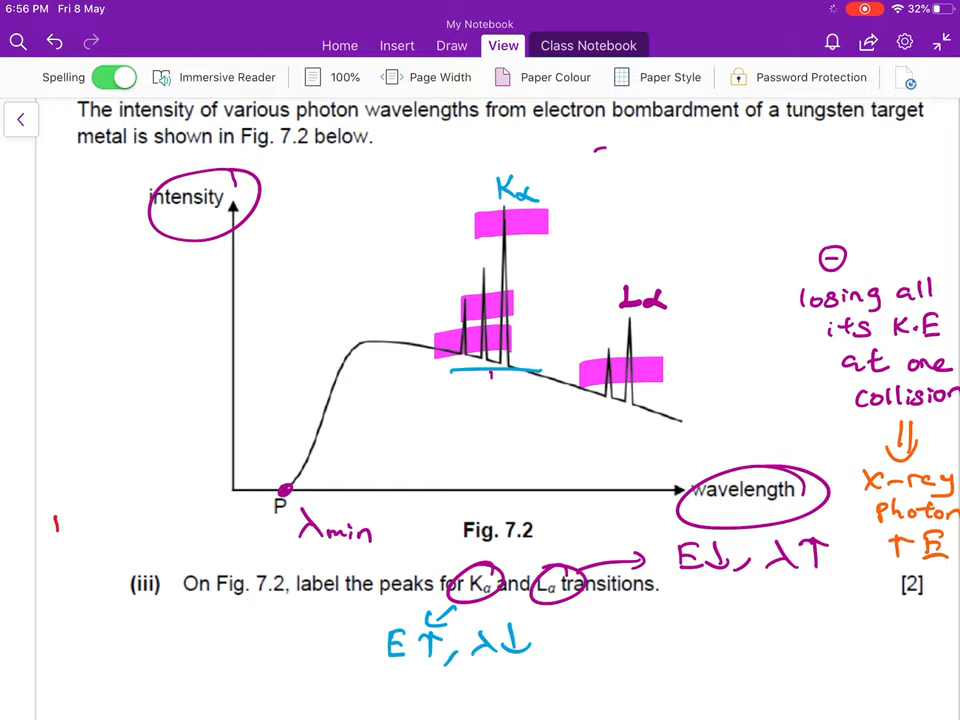 6:56 PM Fri 8 May
32%
My Notebook
Home Insert Draw View Class Notebook
Spelling Immersive Reader 100% Page Width Paper Colour Paper Style Password Protection
The intensity of various photon wavelengths from electron bombardment of a tungsten target
metal is shown in Fig. 7.2 below.
intensity
Kα
Lα
⊖
losing all
its K.E
at one
collision
⇓
x-ray
photon
↑ E
wavelength
P
λmin
Fig. 7.2
E↓, λ↑
(iii) On Fig. 7.2, label the peaks for Kα and Lα transitions. [2]
E↑, λ↓